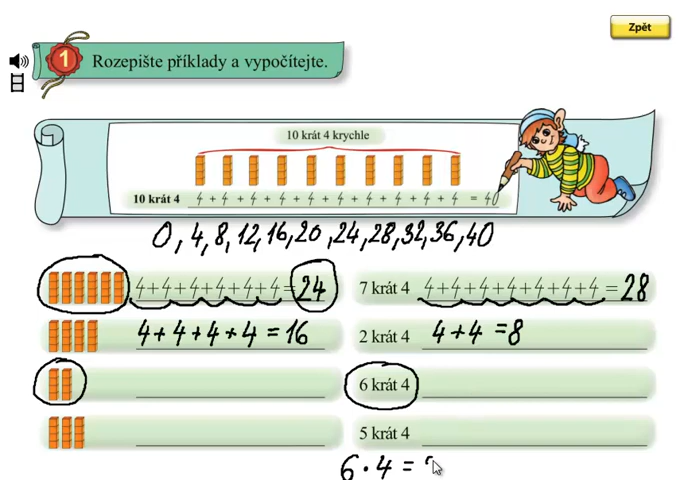 Zpět
1 Rozepište příklady a vypočítejte.
10 krát 4 krychle
10 krát 4 4 + 4 + 4 + 4 + 4 + 4 + 4 + 4 + 4 + 4 = 40
0, 4, 8, 12, 16, 20, 24, 28, 32, 36, 40
4+4+4+4+4+4=24
7 krát 4 4+4+4+4+4+4+4=28
4+4+4+4=16
2 krát 4 4+4=8
6 krát 4
5 krát 4
6 · 4 =